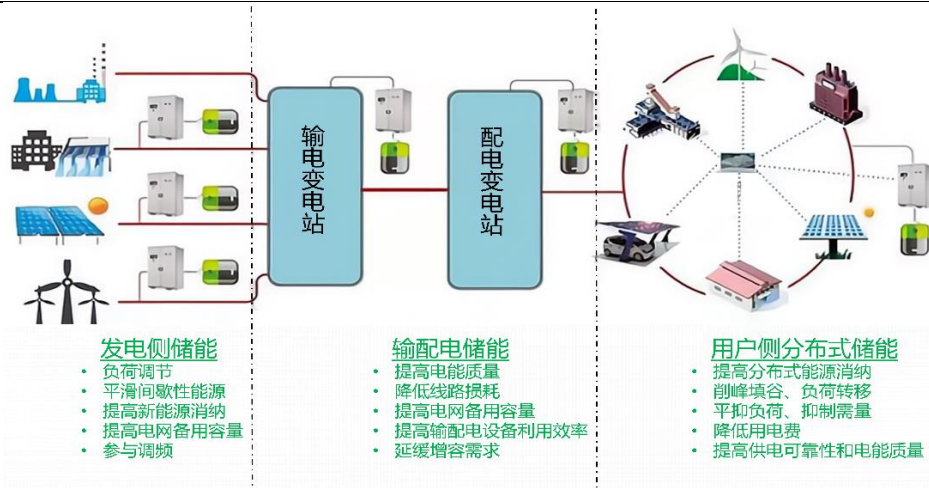 输电变电站
配电变电站
发电侧储能
• 负荷调节
• 平滑间歇性能源
• 提高新能源消纳
• 提高电网备用容量
• 参与调频
输配电储能
• 提高电能质量
• 降低线路损耗
• 提高电网备用容量
• 提高输配电设备利用效率
• 延缓增容需求
用户侧分布式储能
• 提高分布式能源消纳
• 削峰填谷、负荷转移
• 平抑负荷、抑制需量
• 降低用电费
• 提高供电可靠性和电能质量